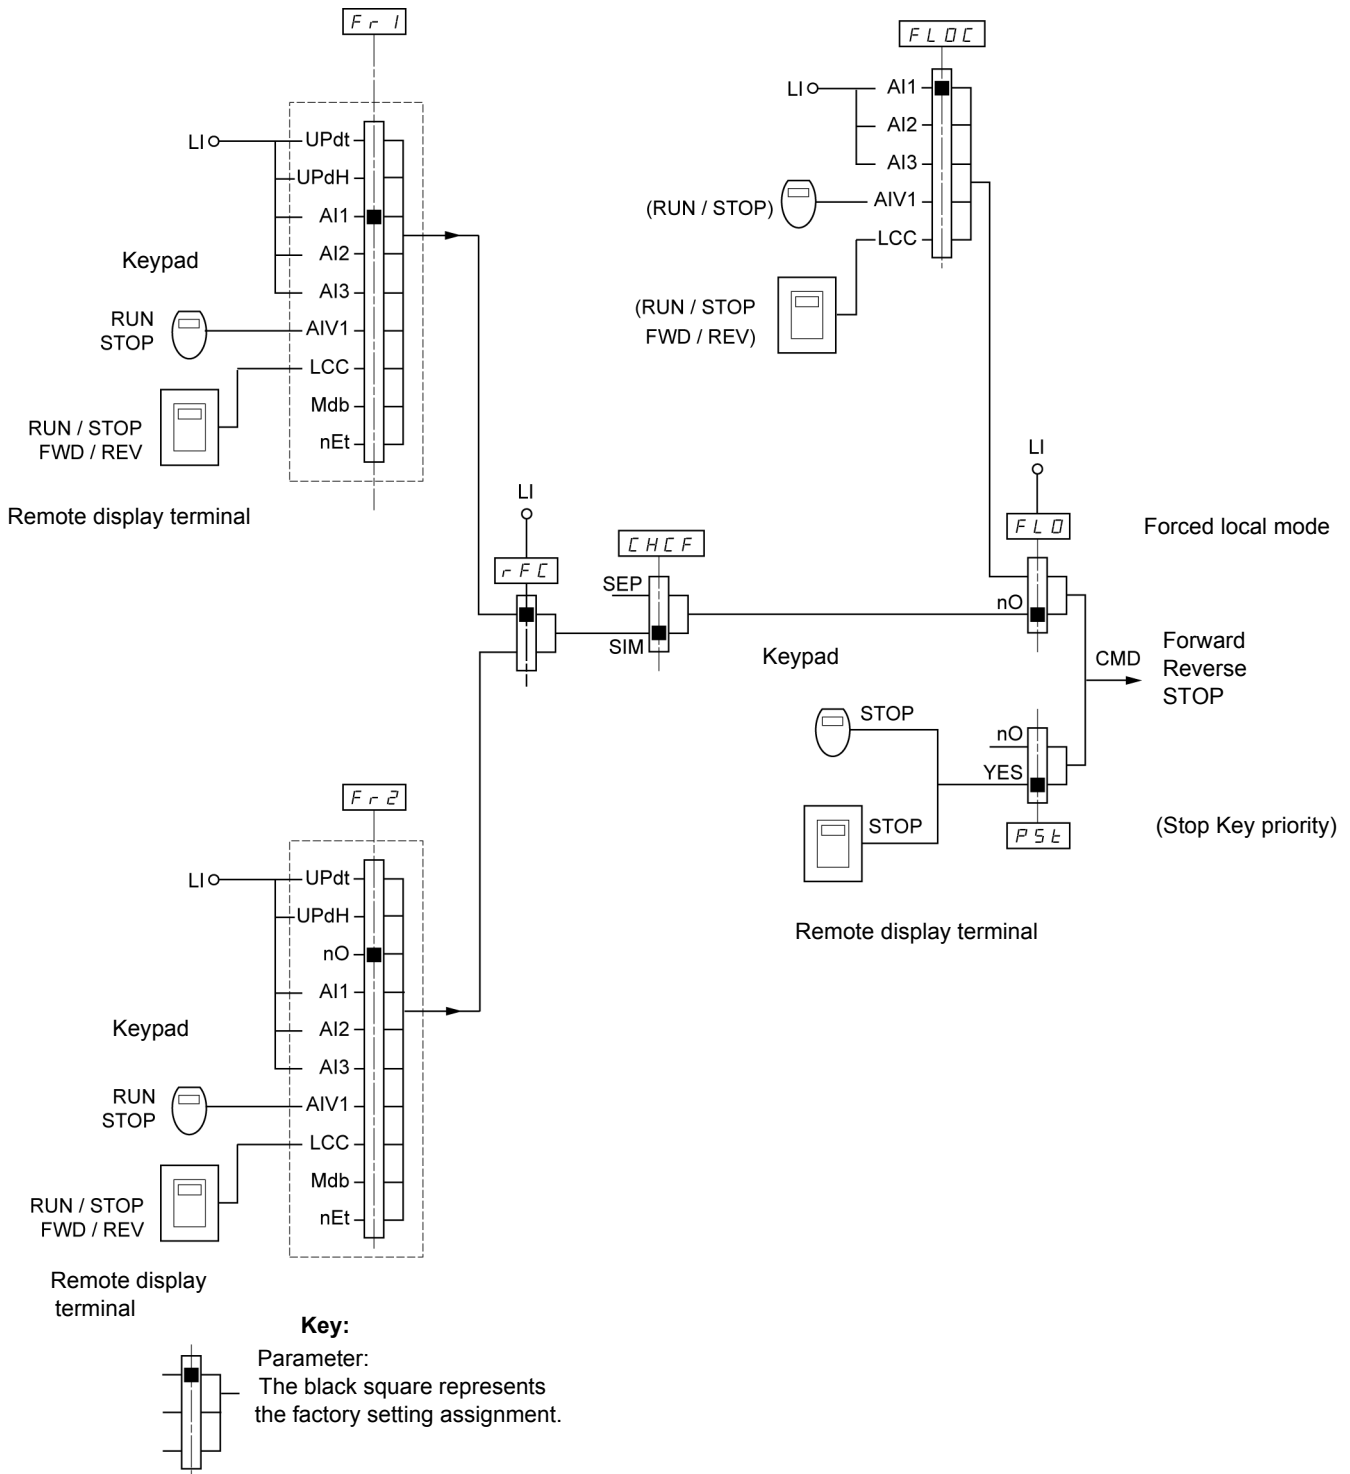 Fr1
LI
UPdt
UPdH
AI1
AI2
AI3
AIV1
LCC
Mdb
nEt
Keypad
RUN
STOP
RUN / STOP
FWD / REV
Remote display terminal
FLOC
LI
AI1
AI2
AI3
AIV1
LCC
(RUN / STOP)
(RUN / STOP
FWD / REV)
LI
rFC
CHCF
SEP
SIM
LI
FLO
nO
Forced local mode
Keypad
STOP
STOP
Remote display terminal
nO
YES
PSt
(Stop Key priority)
CMD
Forward
Reverse
STOP
Fr2
LI
UPdt
UPdH
nO
AI1
AI2
AI3
AIV1
LCC
Mdb
nEt
Keypad
RUN
STOP
RUN / STOP
FWD / REV
Remote display
terminal
Key:
Parameter:
The black square represents
the factory setting assignment.